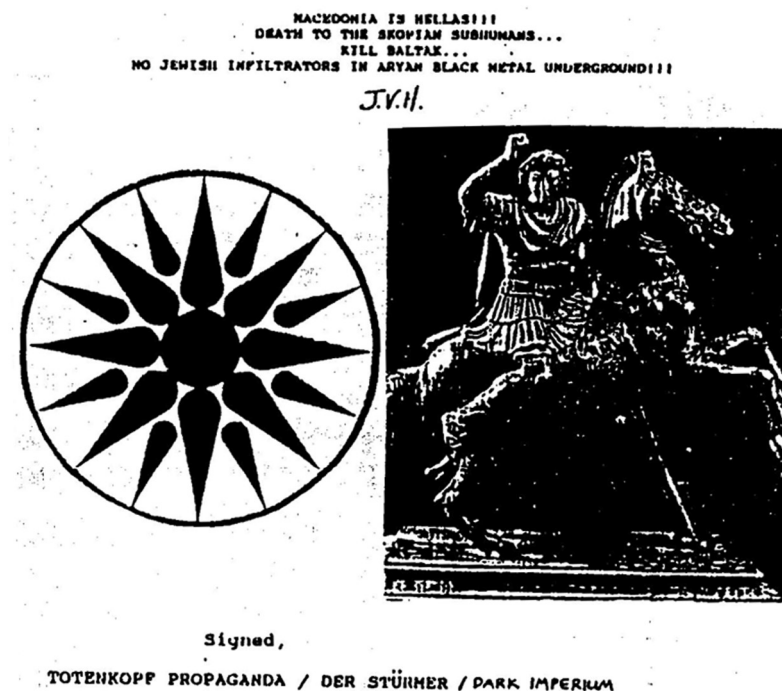 MACEDONIA IS HELLAS!!!
DEATH TO THE SKOPIAN SUBHUMANS...
KILL BALTAK...
NO JEWISH INFILTRATORS IN ARYAN BLACK METAL UNDERGROUND!!!
J.V.H.
Signed,
TOTENKOPF PROPAGANDA / DER STÜRMER / DARK IMPERIUM